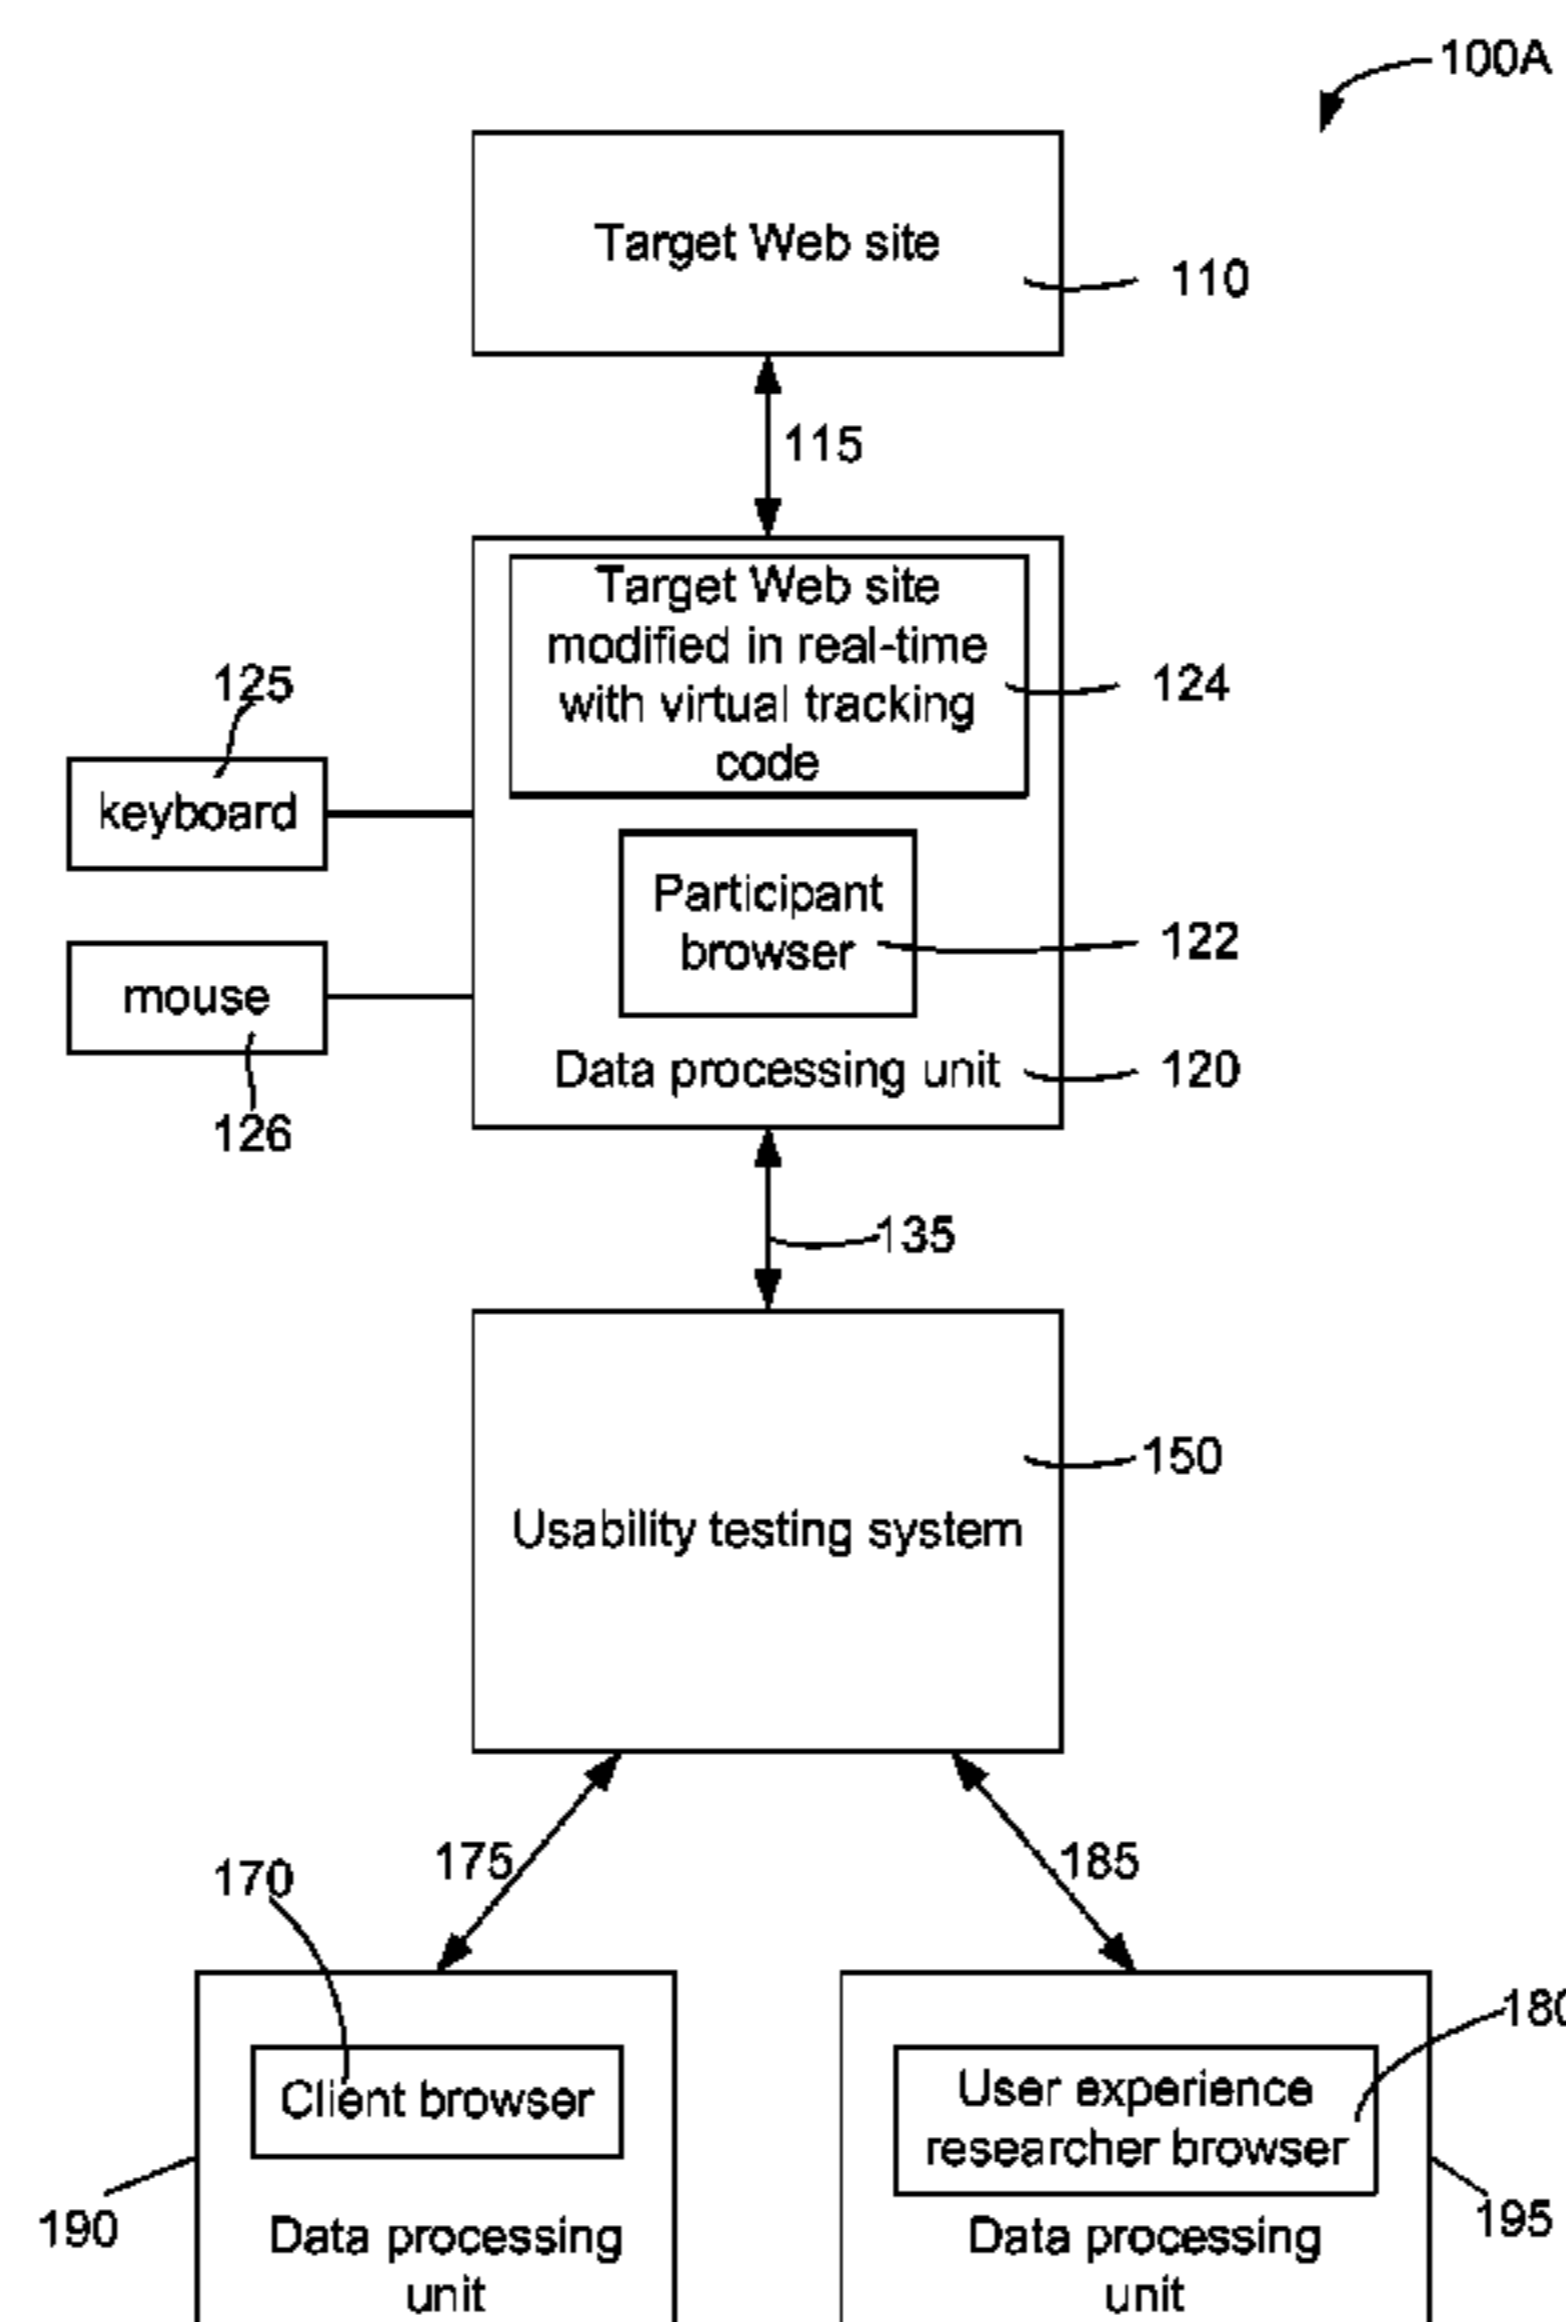 100A
Target Web site
110
115
Target Web site
modified in real-time
with virtual tracking
code
124
125
keyboard
Participant
browser
122
mouse
126
Data processing unit
120
135
150
Usability testing system
175
185
170
180
Client browser
User experience
researcher browser
190
195
Data processing
unit
Data processing
unit